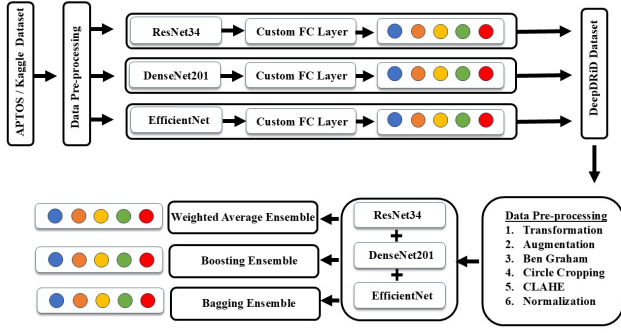 APTOS / Kaggle Dataset
Data Pre-processing
ResNet34
Custom FC Layer
DenseNet201
Custom FC Layer
EfficientNet
Custom FC Layer
DeepDRiD Dataset
Weighted Average Ensemble
Boosting Ensemble
Bagging Ensemble
ResNet34
+
DenseNet201
+
EfficientNet
Data Pre-processing
1. Transformation
2. Augmentation
3. Ben Graham
4. Circle Cropping
5. CLAHE
6. Normalization